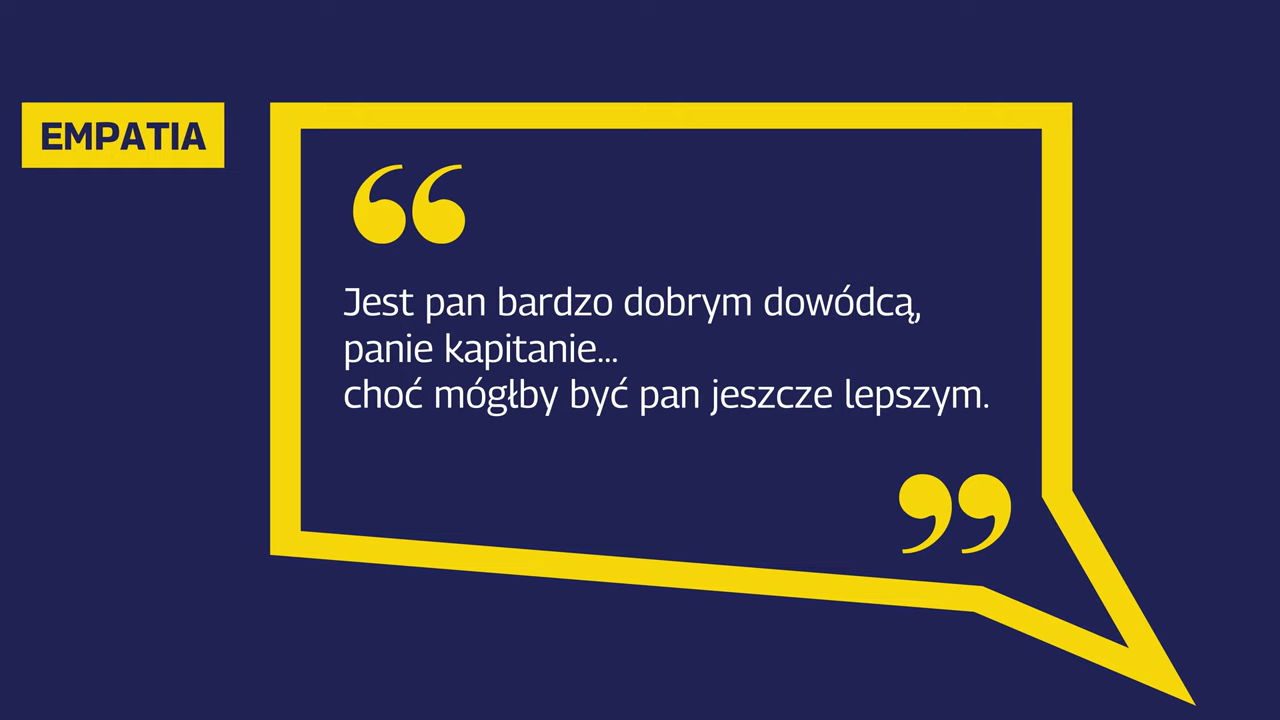 EMPATIA
“
Jest pan bardzo dobrym dowódcą,
panie kapitanie...
choć mógłby być pan jeszcze lepszym.
”